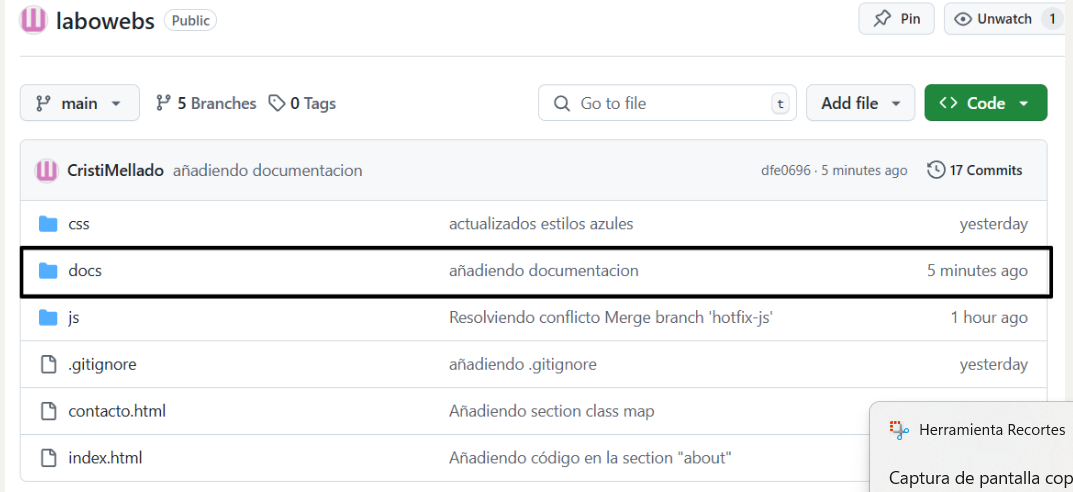 labowebs Public Pin Unwatch 1
main 5 Branches 0 Tags Go to file t Add file Code
CristiMellado añadiendo documentacion dfe0696 · 5 minutes ago 17 Commits
css actualizados estilos azules yesterday
docs añadiendo documentacion 5 minutes ago
js Resolviendo conflicto Merge branch 'hotfix-js' 1 hour ago
.gitignore añadiendo .gitignore yesterday
contacto.html Añadiendo section class map
index.html Añadiendo código en la section "about"
Herramienta Recortes
Captura de pantalla cop